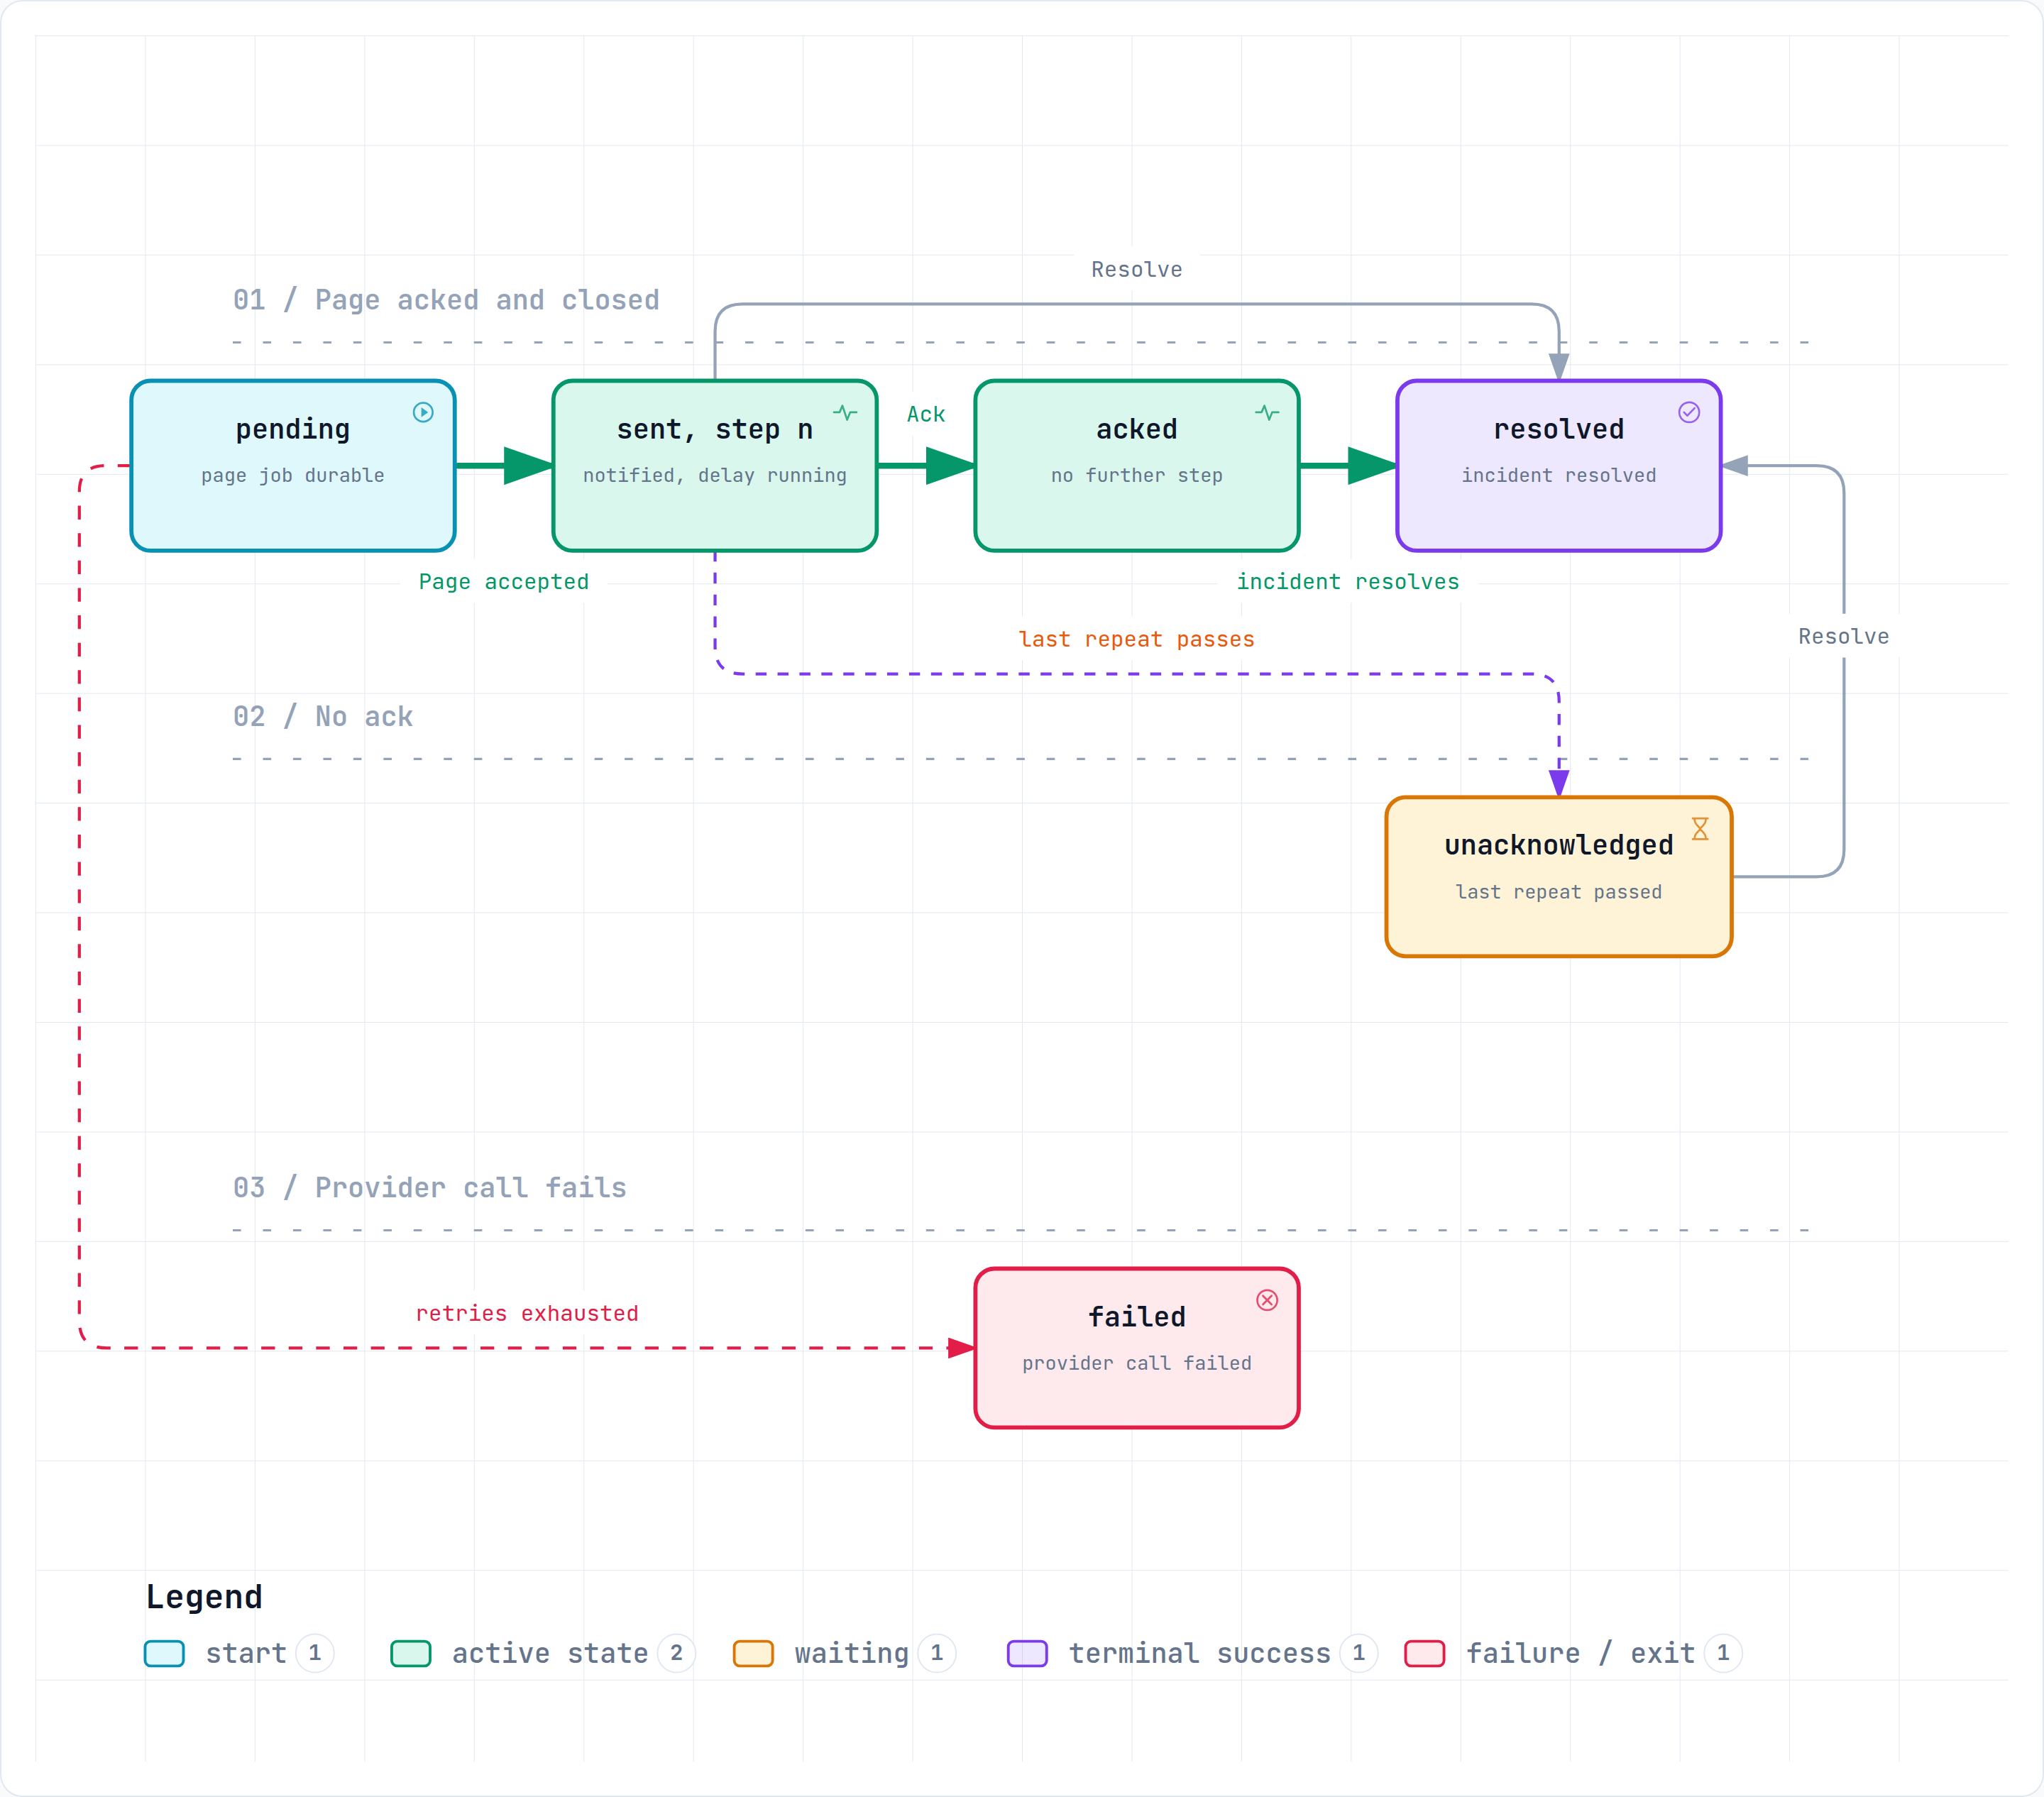 Resolve
01 / Page acked and closed
pending
page job durable
sent, step n
notified, delay running
Ack
acked
no further step
resolved
incident resolved
Page accepted
incident resolves
last repeat passes
Resolve
02 / No ack
unacknowledged
last repeat passed
03 / Provider call fails
retries exhausted
failed
provider call failed
Legend
start 1
active state 2
waiting 1
terminal success 1
failure / exit 1